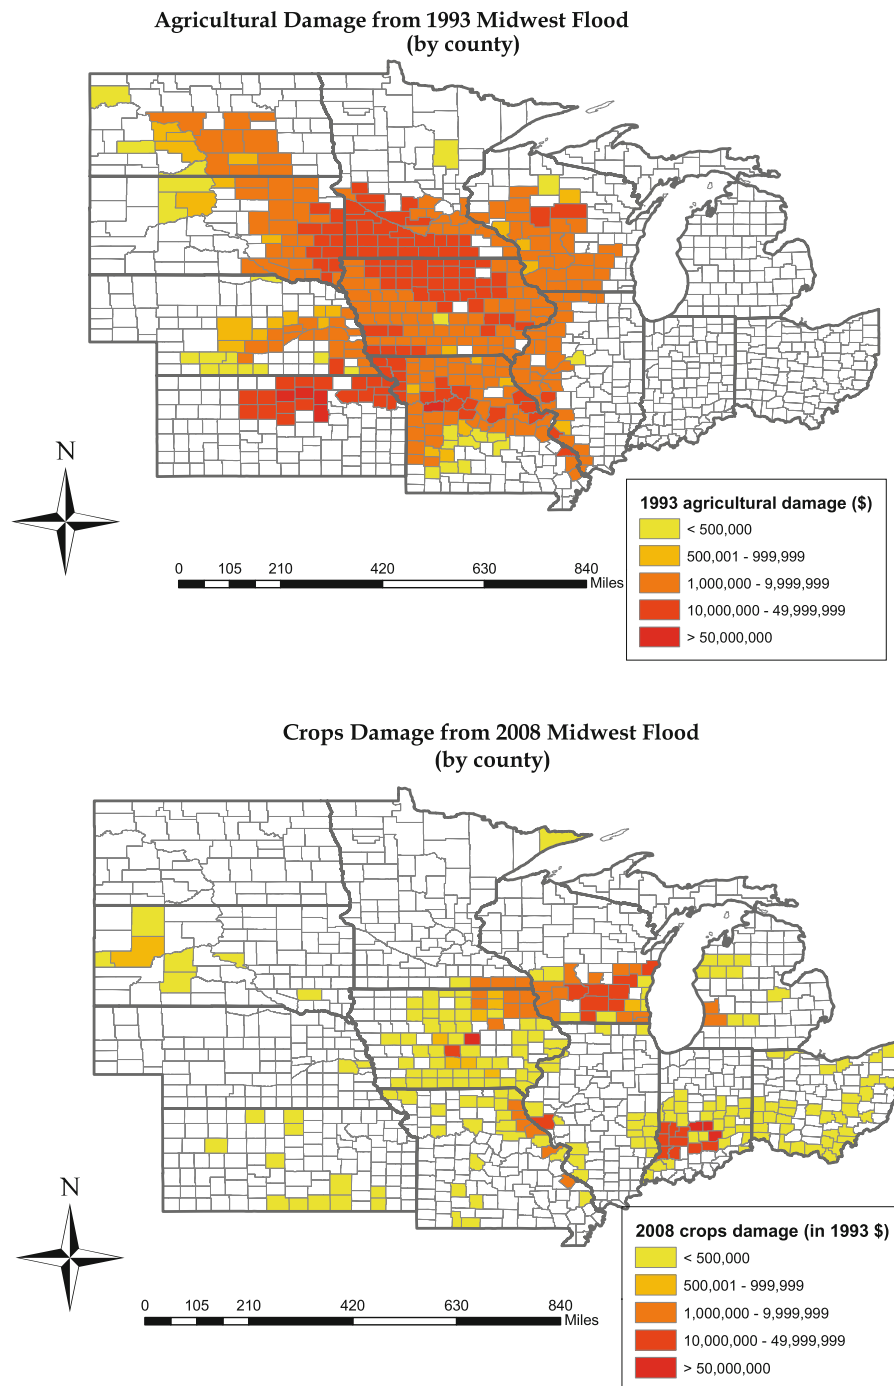 Agricultural Damage from 1993 Midwest Flood
(by county)
N
0 105 210 420 630 840
Miles
1993 agricultural damage ($)
< 500,000
500,001 - 999,999
1,000,000 - 9,999,999
10,000,000 - 49,999,999
> 50,000,000
Crops Damage from 2008 Midwest Flood
(by county)
N
0 105 210 420 630 840
Miles
2008 crops damage (in 1993 $)
< 500,000
500,001 - 999,999
1,000,000 - 9,999,999
10,000,000 - 49,999,999
> 50,000,000